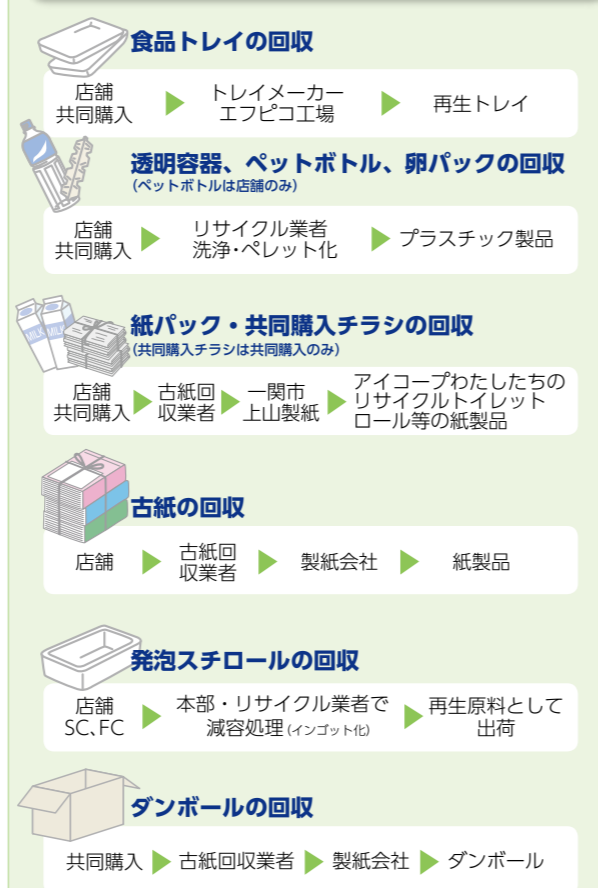 食品トレイの回収
店舗
共同購入
トレイメーカー
エフピコ工場
再生トレイ
透明容器、ペットボトル、卵パックの回収
(ペットボトルは店舗のみ)
店舗
共同購入
リサイクル業者
洗浄・ペレット化
プラスチック製品
MILK
MILK
紙パック・共同購入チラシの回収
(共同購入チラシは共同購入のみ)
店舗
共同購入
古紙回
収業者
一関市
上山製紙
アイコープわたしたちの
リサイクルトイレット
ロール等の紙製品
古紙の回収
店舗
古紙回
収業者
製紙会社
紙製品
発泡スチロールの回収
店舗
SC、FC
本部・リサイクル業者で
減容処理(インゴット化)
再生原料として
出荷
ダンボールの回収
共同購入
古紙回収業者
製紙会社
ダンボール